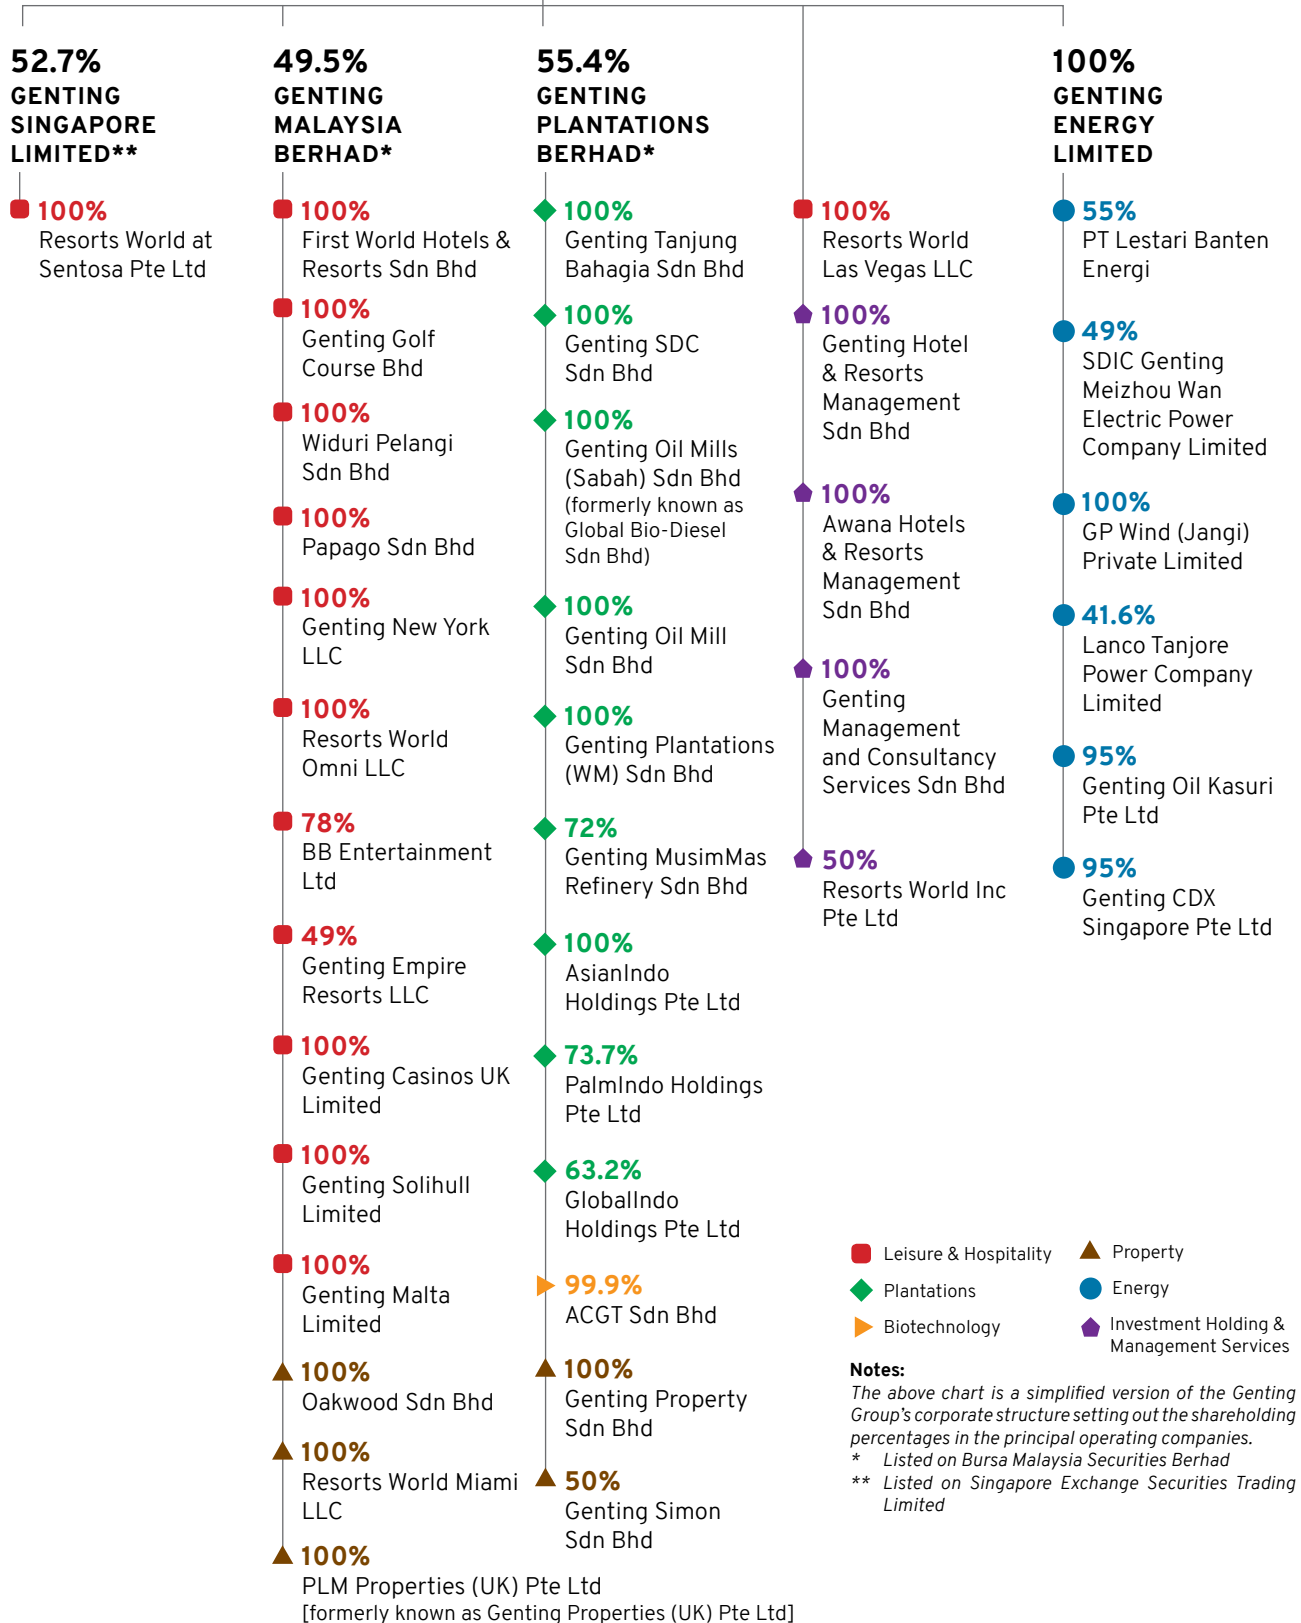 52.7%
GENTING
SINGAPORE
LIMITED**
100%
Resorts World at
Sentosa Pte Ltd
49.5%
GENTING
MALAYSIA
BERHAD*
100%
First World Hotels &
Resorts Sdn Bhd
100%
Genting Golf
Course Bhd
100%
Widuri Pelangi
Sdn Bhd
100%
Papago Sdn Bhd
100%
Genting New York
LLC
100%
Resorts World
Omni LLC
78%
BB Entertainment
Ltd
49%
Genting Empire
Resorts LLC
100%
Genting Casinos UK
Limited
100%
Genting Solihull
Limited
100%
Genting Malta
Limited
100%
Oakwood Sdn Bhd
100%
Resorts World Miami
LLC
100%
PLM Properties (UK) Pte Ltd
[formerly known as Genting Properties (UK) Pte Ltd]
55.4%
GENTING
PLANTATIONS
BERHAD*
100%
Genting Tanjung
Bahagia Sdn Bhd
100%
Genting SDC
Sdn Bhd
100%
Genting Oil Mills
(Sabah) Sdn Bhd
(formerly known as
Global Bio-Diesel
Sdn Bhd)
100%
Genting Oil Mill
Sdn Bhd
100%
Genting Plantations
(WM) Sdn Bhd
72%
Genting MusimMas
Refinery Sdn Bhd
100%
AsianIndo
Holdings Pte Ltd
73.7%
PalmIndo Holdings
Pte Ltd
63.2%
GlobalIndo
Holdings Pte Ltd
99.9%
ACGT Sdn Bhd
100%
Genting Property
Sdn Bhd
50%
Genting Simon
Sdn Bhd
100%
Resorts World
Las Vegas LLC
100%
Genting Hotel
& Resorts
Management
Sdn Bhd
100%
Awana Hotels
& Resorts
Management
Sdn Bhd
100%
Genting
Management
and Consultancy
Services Sdn Bhd
50%
Resorts World Inc
Pte Ltd
100%
GENTING
ENERGY
LIMITED
55%
PT Lestari Banten
Energi
49%
SDIC Genting
Meizhou Wan
Electric Power
Company Limited
100%
GP Wind (Jangi)
Private Limited
41.6%
Lanco Tanjore
Power Company
Limited
95%
Genting Oil Kasuri
Pte Ltd
95%
Genting CDX
Singapore Pte Ltd
Leisure & Hospitality
Plantations
Biotechnology
Property
Energy
Investment Holding &
Management Services
Notes:
The above chart is a simplified version of the Genting
Group's corporate structure setting out the shareholding
percentages in the principal operating companies.
* Listed on Bursa Malaysia Securities Berhad
** Listed on Singapore Exchange Securities Trading
Limited